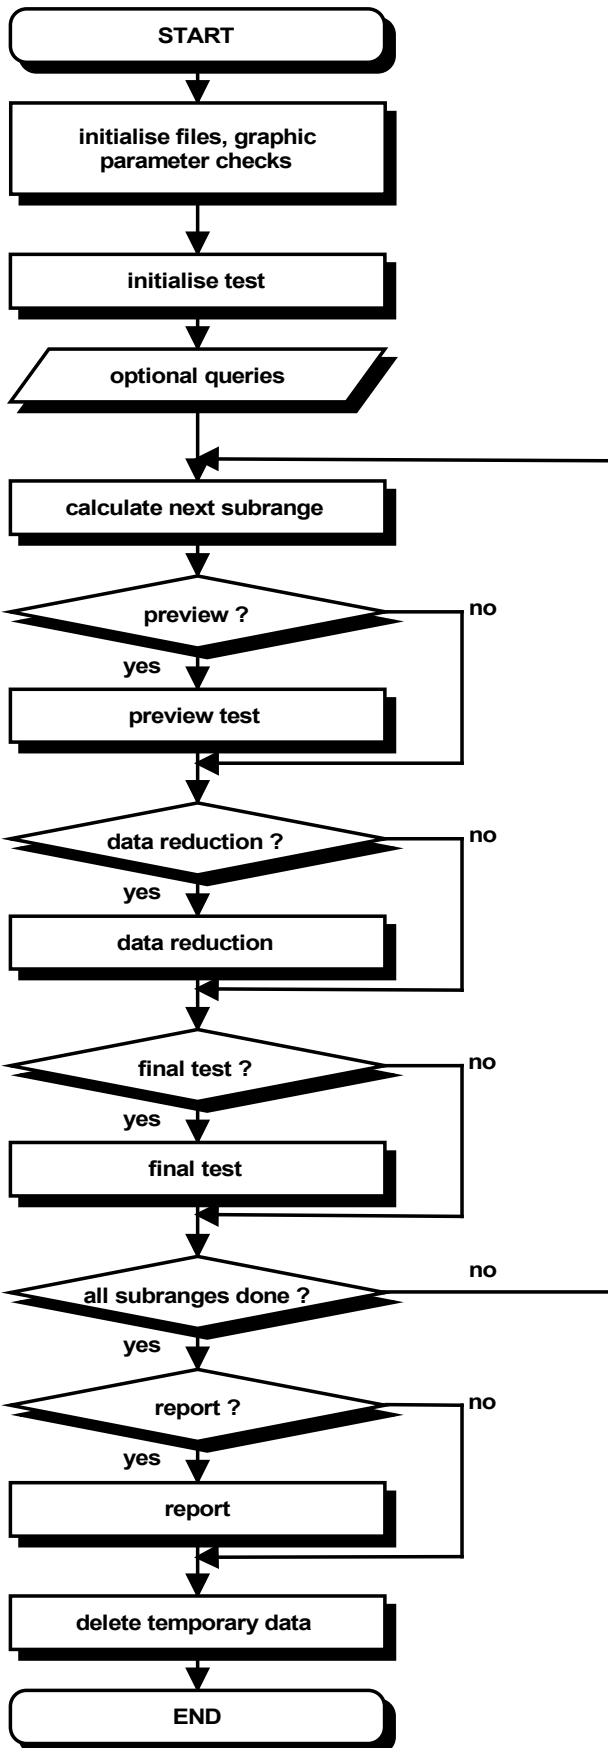 START
initialise files, graphic
parameter checks
initialise test
optional queries
calculate next subrange
preview ?
no
yes
preview test
data reduction ?
no
yes
data reduction
final test ?
no
yes
final test
no
all subranges done ?
yes
report ?
no
yes
report
delete temporary data
END